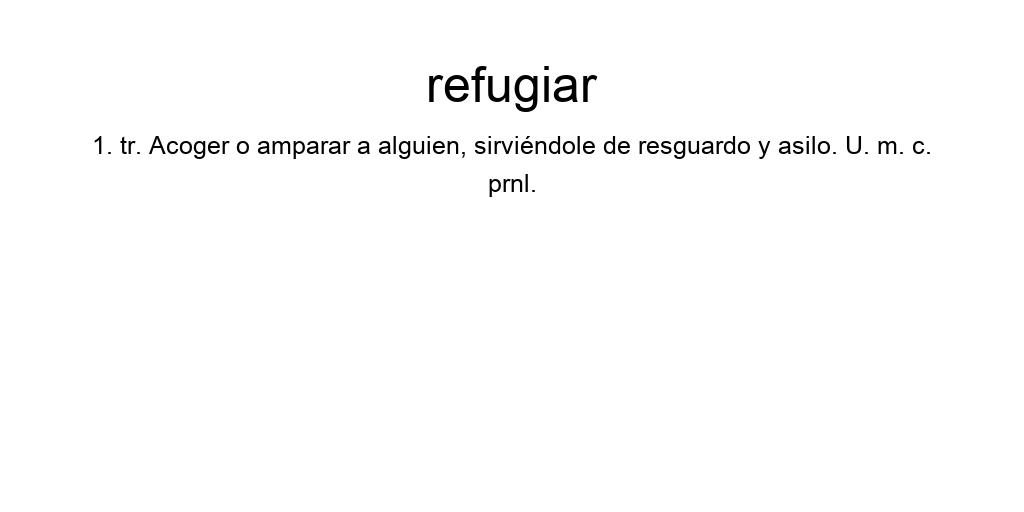 refugiar
1. tr. Acoger o amparar a alguien, sirviéndole de resguardo y asilo. U. m. c.
prnl.